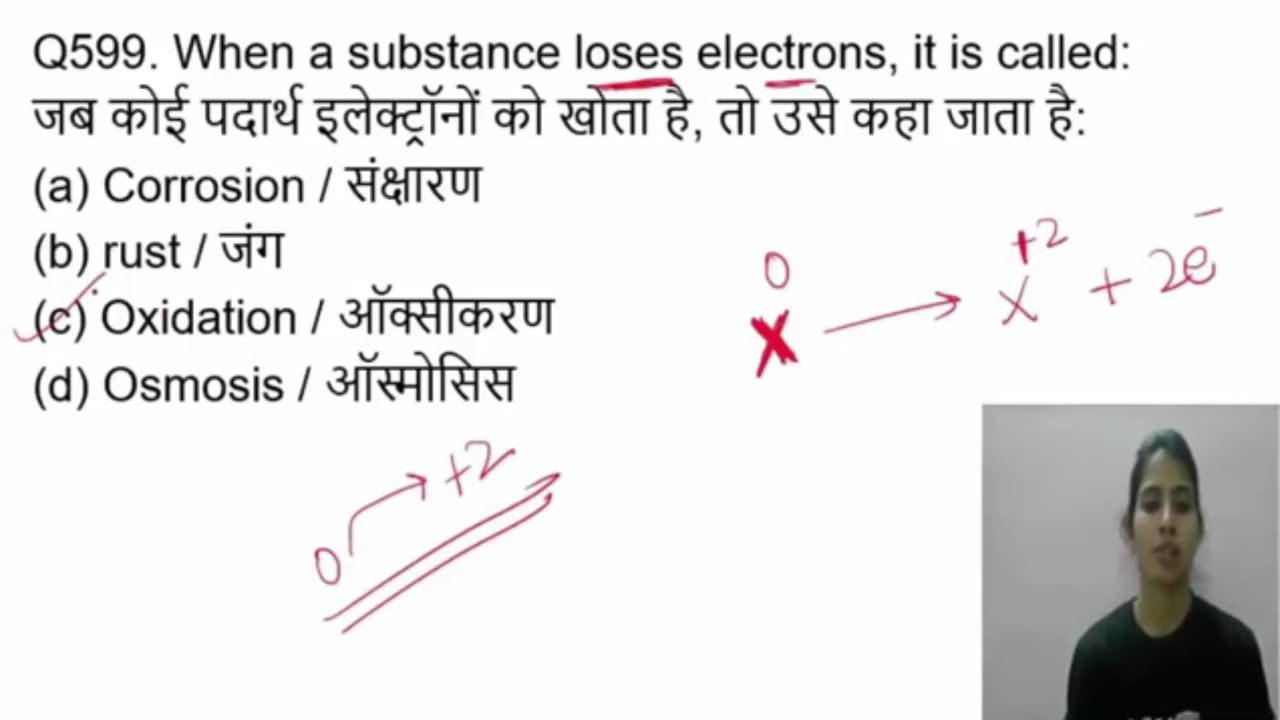 Q599. When a substance loses electrons, it is called:
जब कोई पदार्थ इलेक्ट्रॉनों को खोता है, तो उसे कहा जाता है:
(a) Corrosion / संक्षारण
(b) rust / जंग
(c) Oxidation / ऑक्सीकरण
(d) Osmosis / ऑस्मोसिस
0 +2
X → X + 2e⁻
0 → +2